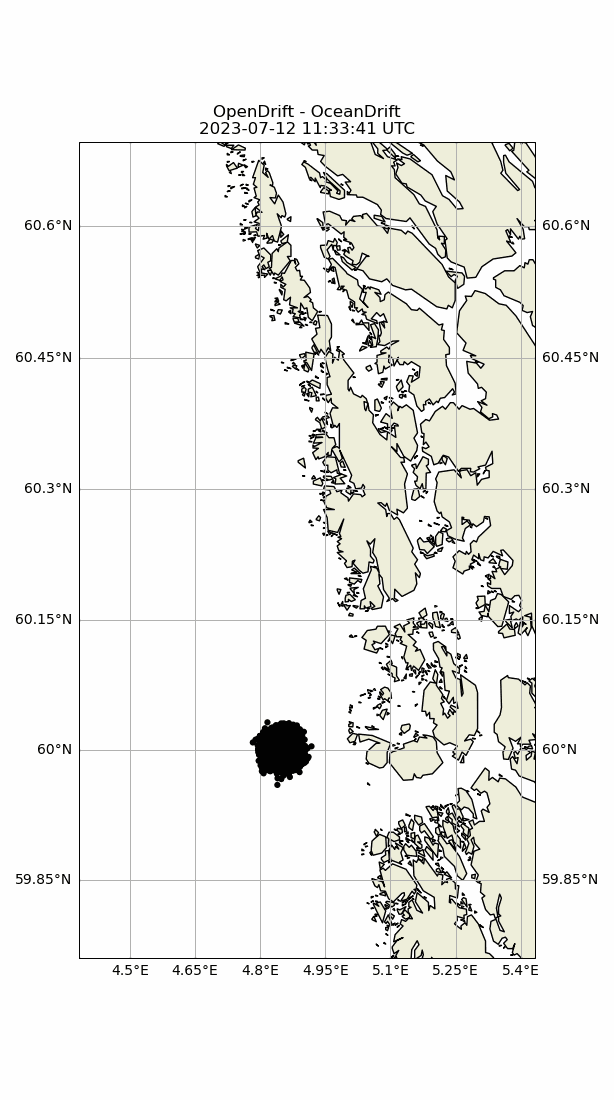 OpenDrift - OceanDrift
2023-07-12 11:33:41 UTC
60.6°N 60.6°N
60.45°N 60.45°N
60.3°N 60.3°N
60.15°N 60.15°N
60°N 60°N
59.85°N 59.85°N
4.5°E 4.65°E 4.8°E 4.95°E 5.1°E 5.25°E 5.4°E